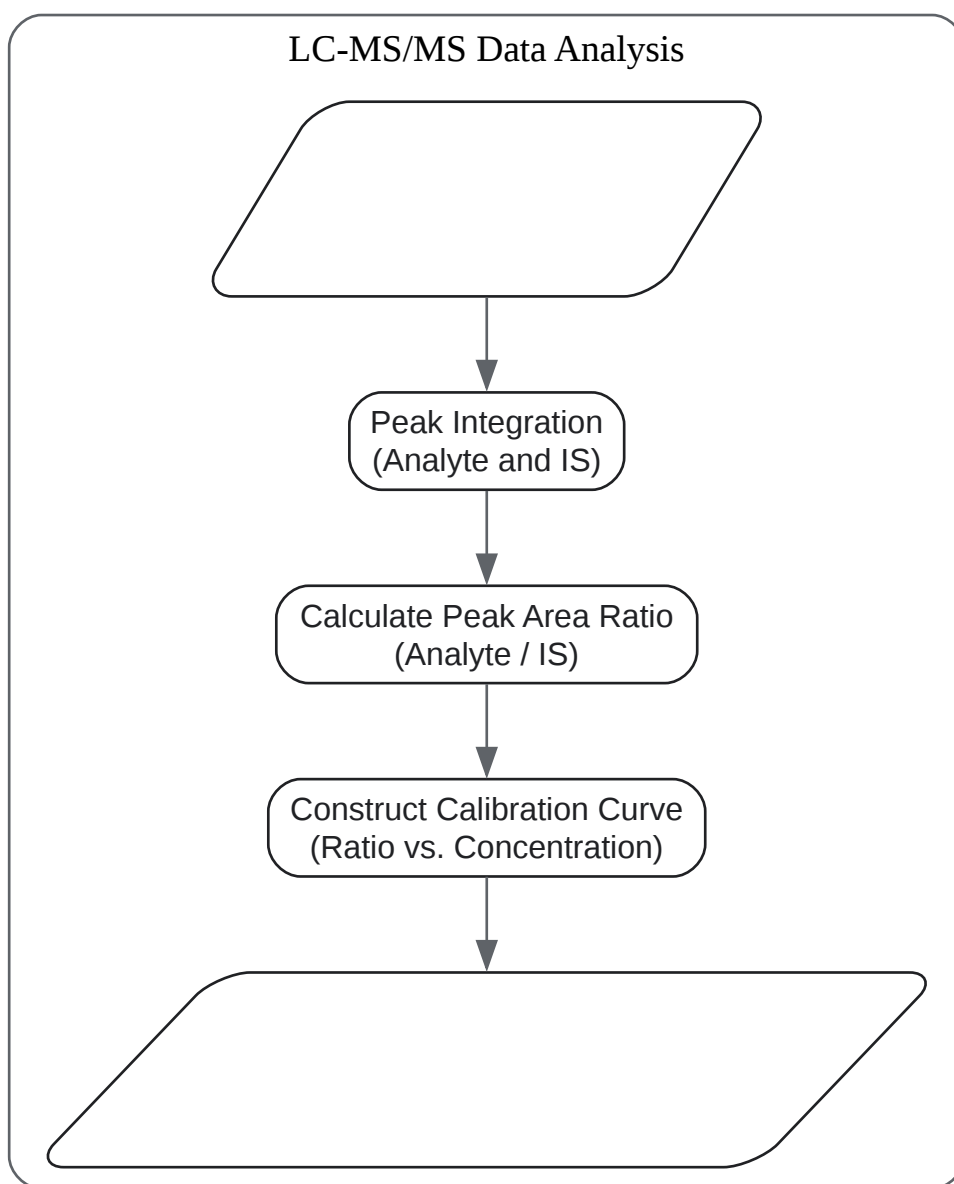 LC-MS/MS Data Analysis
Peak Integration
(Analyte and IS)
Calculate Peak Area Ratio
(Analyte / IS)
Construct Calibration Curve
(Ratio vs. Concentration)